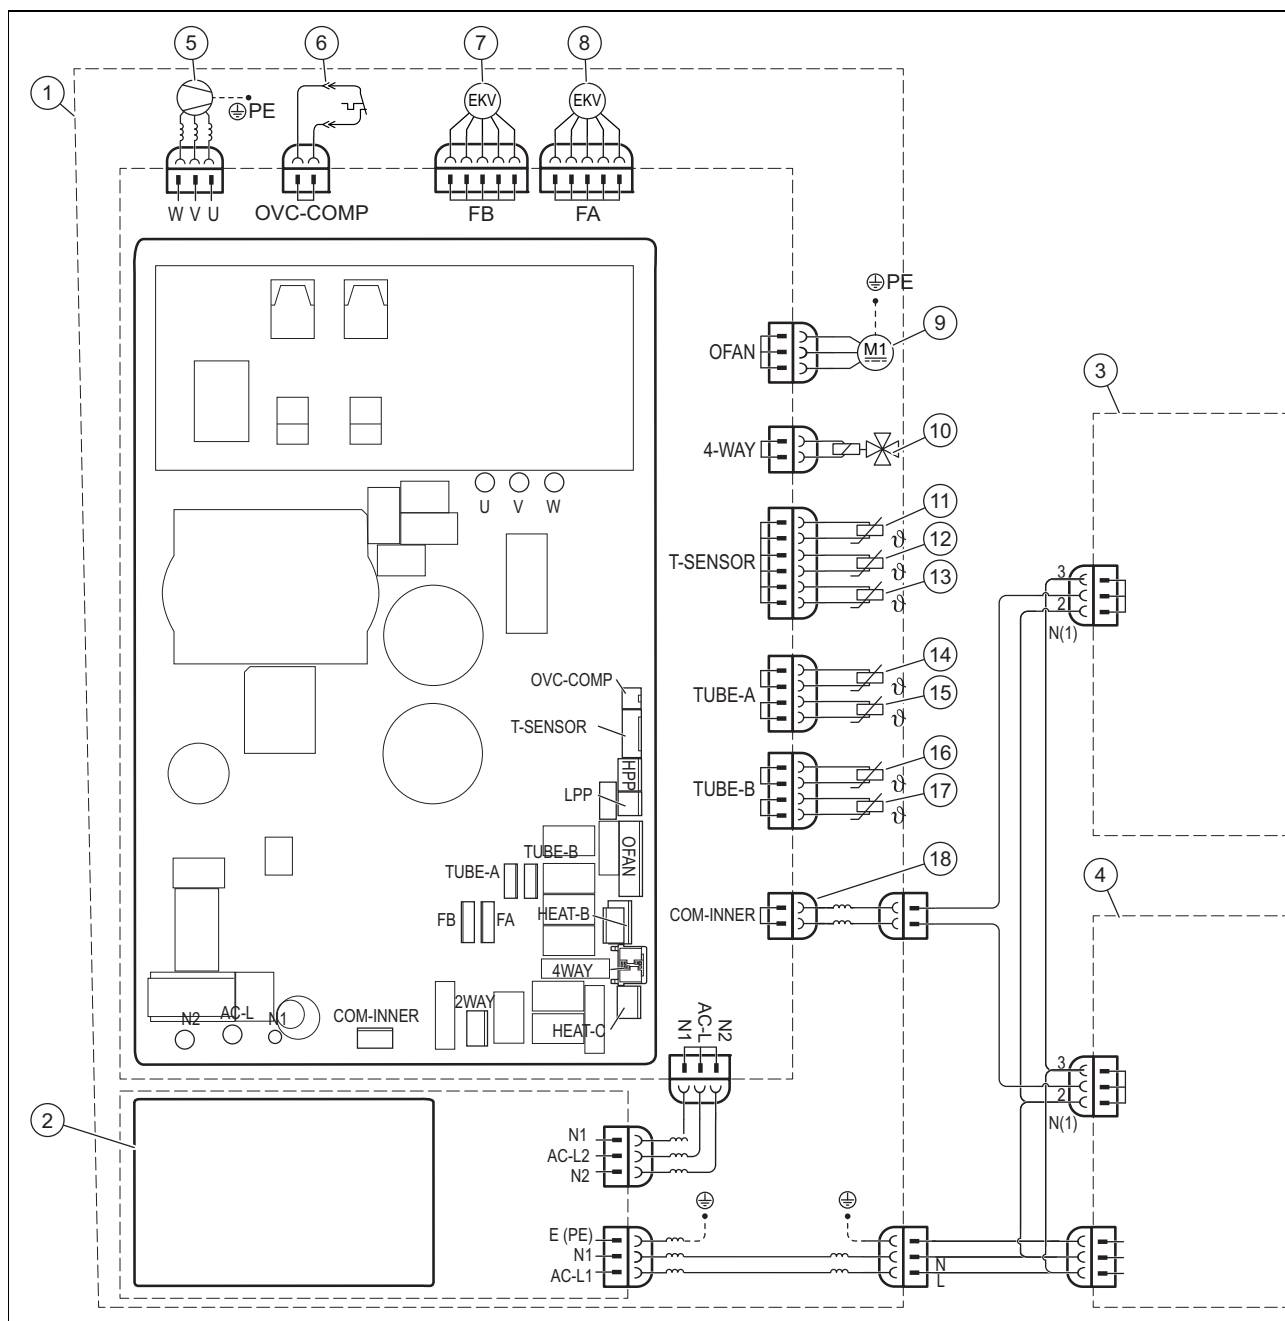 5
6
7
8
1
EKV
EKV
PE
W V U
OVC-COMP
FB
FA
PE
9
OFAN
M1
3
10
4-WAY
U
V
W
11
ϑ
12
T-SENSOR
ϑ
13
ϑ
3
2
N(1)
14
OVC-COMP
TUBE-A
ϑ
15
T-SENSOR
ϑ
16
HPP
LPP
TUBE-B
ϑ
17
ϑ
OFAN
TUBE-B
18
4
TUBE-A
FB
FA
HEAT-B
COM-INNER
4WAY
2WAY
N2
AC-L
N1
COM-INNER
HEAT-C
N1
AC-L
N2
3
2
N(1)
2
N1
AC-L2
N2
E (PE)
N1
AC-L1
N
L